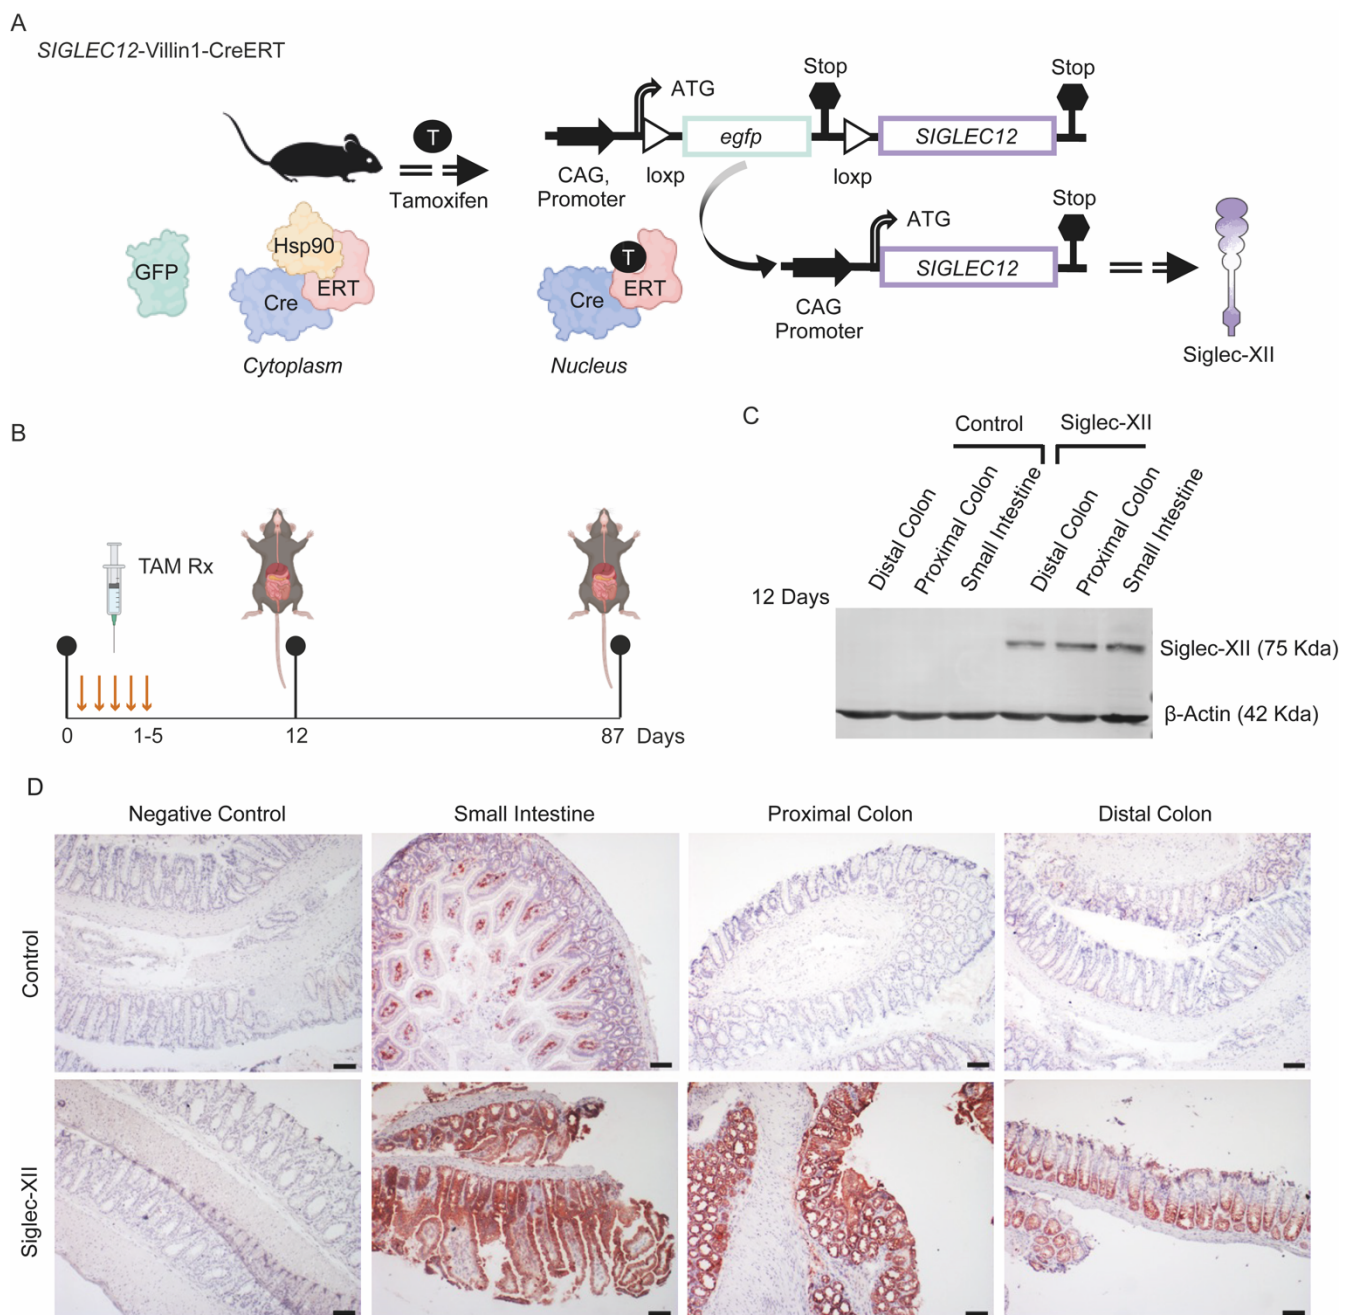 A
SIGLEC12-Villin1-CreERT
T
Tamoxifen
ATG
Stop
Stop
egfp
SIGLEC12
CAG,
Promoter
loxp
loxp
GFP
Hsp90
ERT
Cre
Cytoplasm
T
ERT
Cre
Nucleus
ATG
Stop
SIGLEC12
CAG
Promoter
Siglec-XII
B
TAM Rx
0
1-5
12
87
Days
C
Control
Siglec-XII
Distal Colon
Proximal Colon
Small Intestine
Distal Colon
Proximal Colon
Small Intestine
12 Days
Siglec-XII (75 Kda)
β-Actin (42 Kda)
D
Negative Control
Small Intestine
Proximal Colon
Distal Colon
Control
Siglec-XII